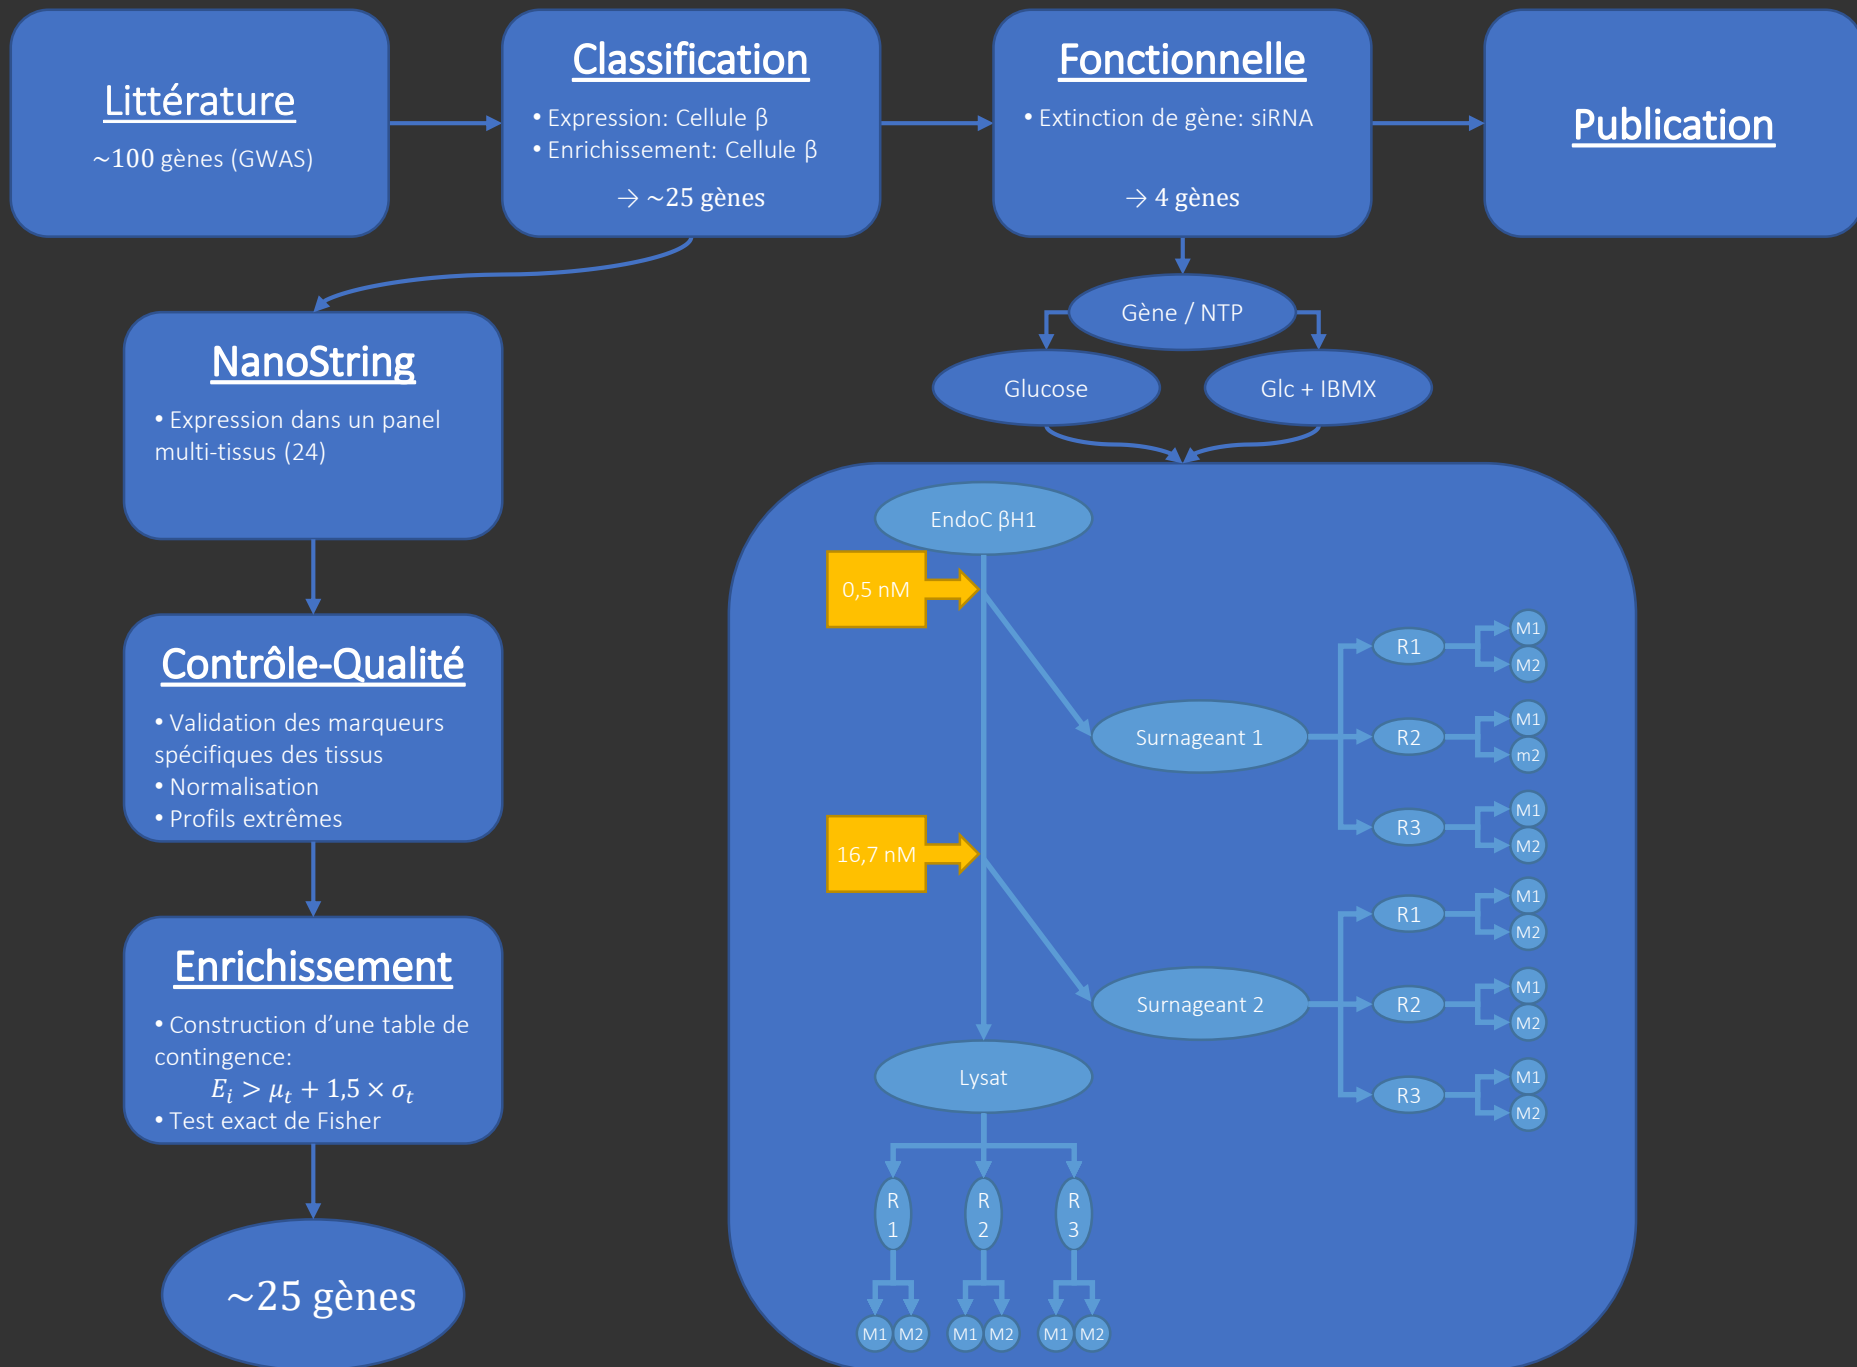 Littérature
~100 gènes (GWAS)
Classification
• Expression: Cellule β
• Enrichissement: Cellule β
→ ~25 gènes
Fonctionnelle
• Extinction de gène: siRNA
→ 4 gènes
Publication
NanoString
• Expression dans un panel
multi-tissus (24)
Contrôle-Qualité
• Validation des marqueurs
spécifiques des tissus
• Normalisation
• Profils extrêmes
Enrichissement
• Construction d’une table de
contingence:
E_i > μ_t + 1,5 × σ_t
• Test exact de Fisher
~25 gènes
Gène / NTP
Glucose
Glc + IBMX
EndoC βH1
0,5 nM
Surnageant 1
R1
M1
M2
R2
M1
m2
R3
M1
M2
16,7 nM
Surnageant 2
R1
M1
M2
R2
M1
M2
R3
M1
M2
Lysat
R
1
R
2
R
3
M1
M2
M1
M2
M1
M2